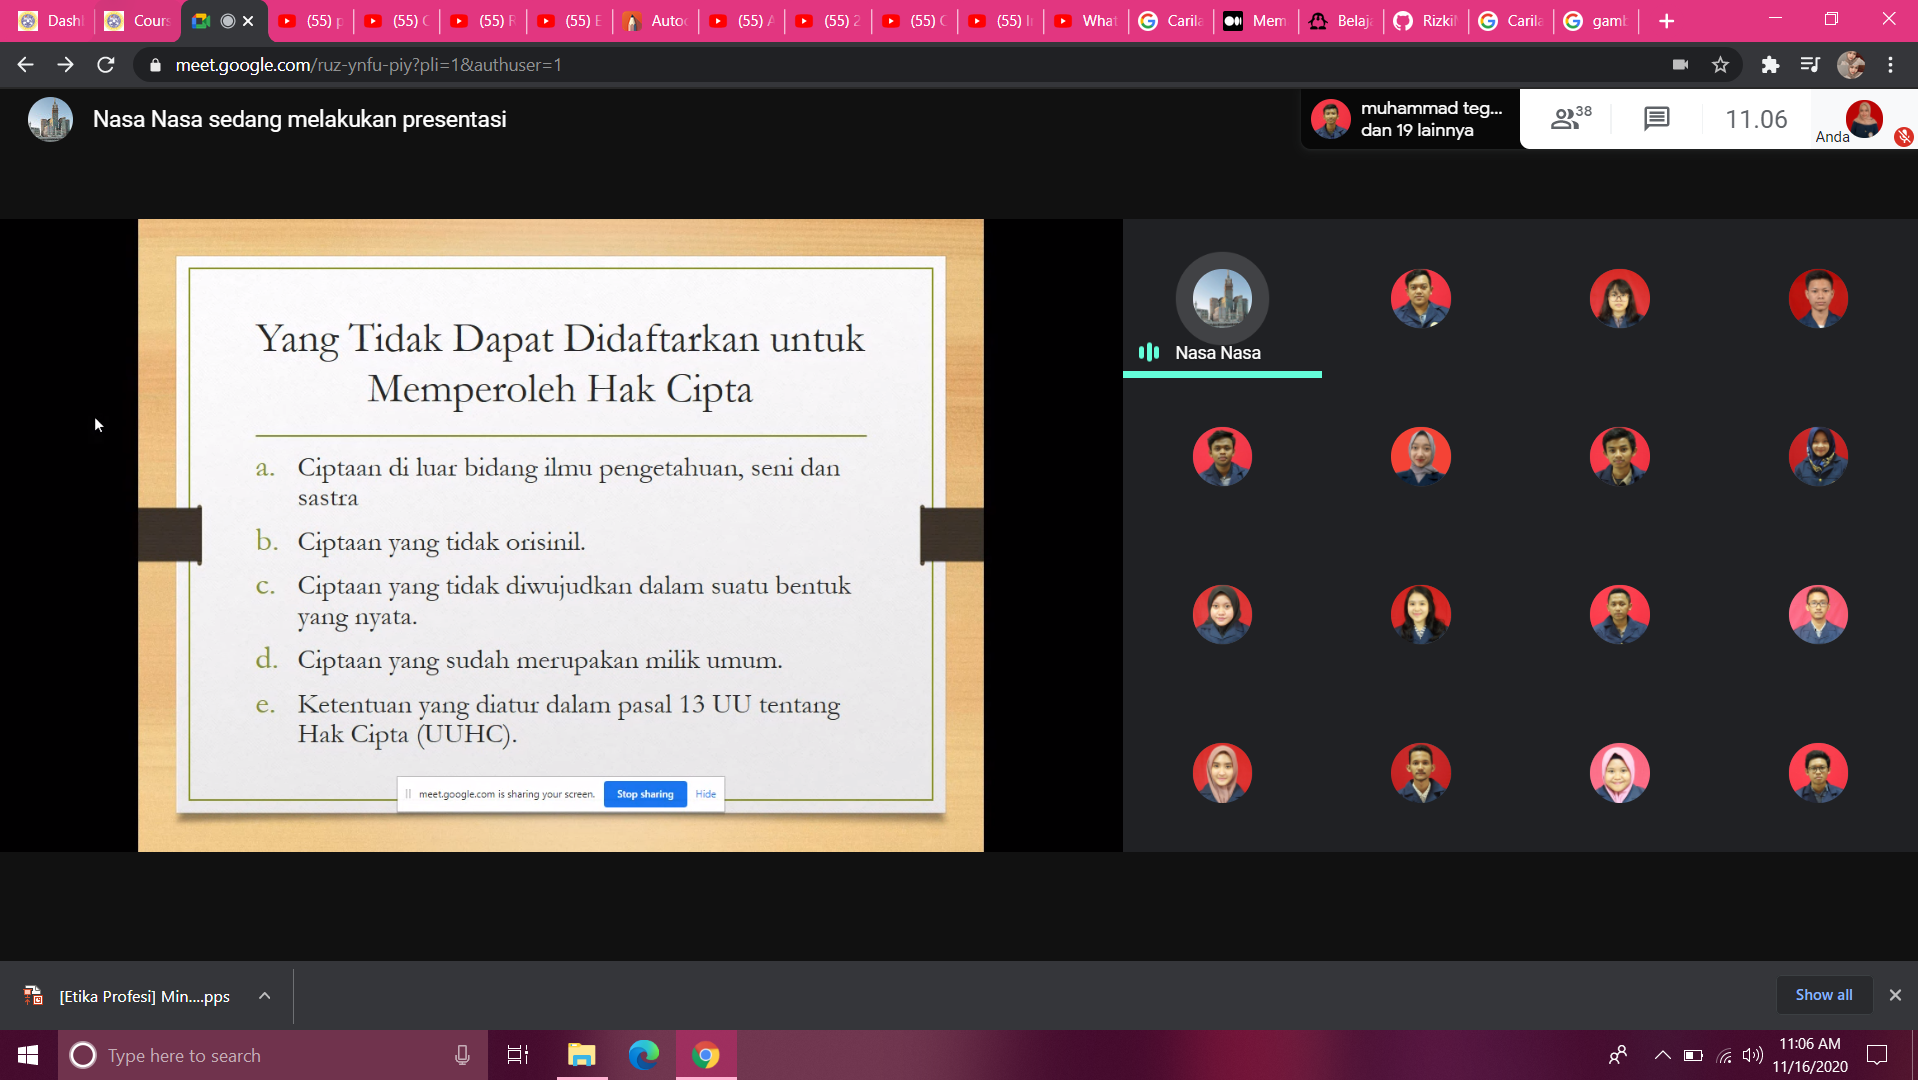 Dashl
Cours
(55) p
(55) C
(55) R
(55) E
Autoc
(55) A
(55) 2
(55) C
(55) Ir
What
Carila
Mem
Belaja
Rizki
Carila
gamb
meet.google.com/ruz-ynfu-piy?pli=1&authuser=1
Nasa Nasa sedang melakukan presentasi
muhammad teg...
dan 19 lainnya
38
11.06
Anda
Yang Tidak Dapat Didaftarkan untuk
Memperoleh Hak Cipta
a. Ciptaan di luar bidang ilmu pengetahuan, seni dan
sastra
b. Ciptaan yang tidak orisinil.
c. Ciptaan yang tidak diwujudkan dalam suatu bentuk
yang nyata.
d. Ciptaan yang sudah merupakan milik umum.
e. Ketentuan yang diatur dalam pasal 13 UU tentang
Hak Cipta (UUHC).
meet.google.com is sharing your screen. Stop sharing Hide
Nasa Nasa
[Etika Profesi] Min....pps
Show all
Type here to search
11:06 AM
11/16/2020